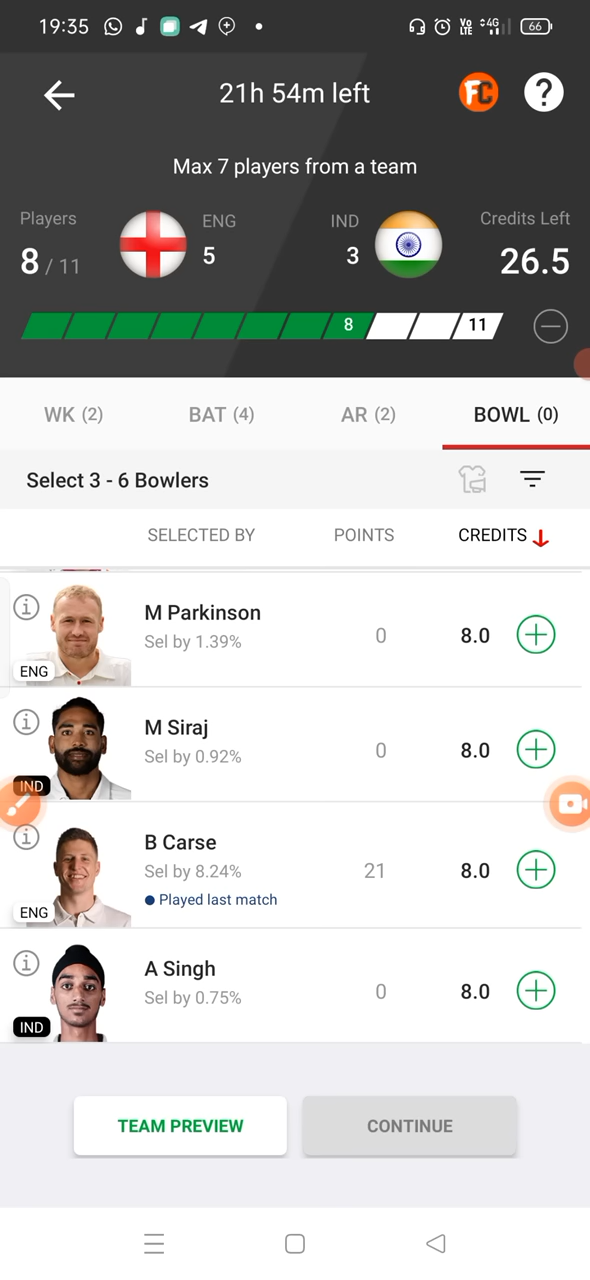 19:35 VO LTE 4G 66
21h 54m left FC ?
Max 7 players from a team
Players ENG IND Credits Left
8 / 11 5 3 26.5
8 11
WK (2) BAT (4) AR (2) BOWL (0)
Select 3 - 6 Bowlers
SELECTED BY POINTS CREDITS
M Parkinson
Sel by 1.39% 0 8.0
ENG
M Siraj
Sel by 0.92% 0 8.0
IND
B Carse
Sel by 8.24% 21 8.0
Played last match
ENG
A Singh
Sel by 0.75% 0 8.0
IND
TEAM PREVIEW CONTINUE